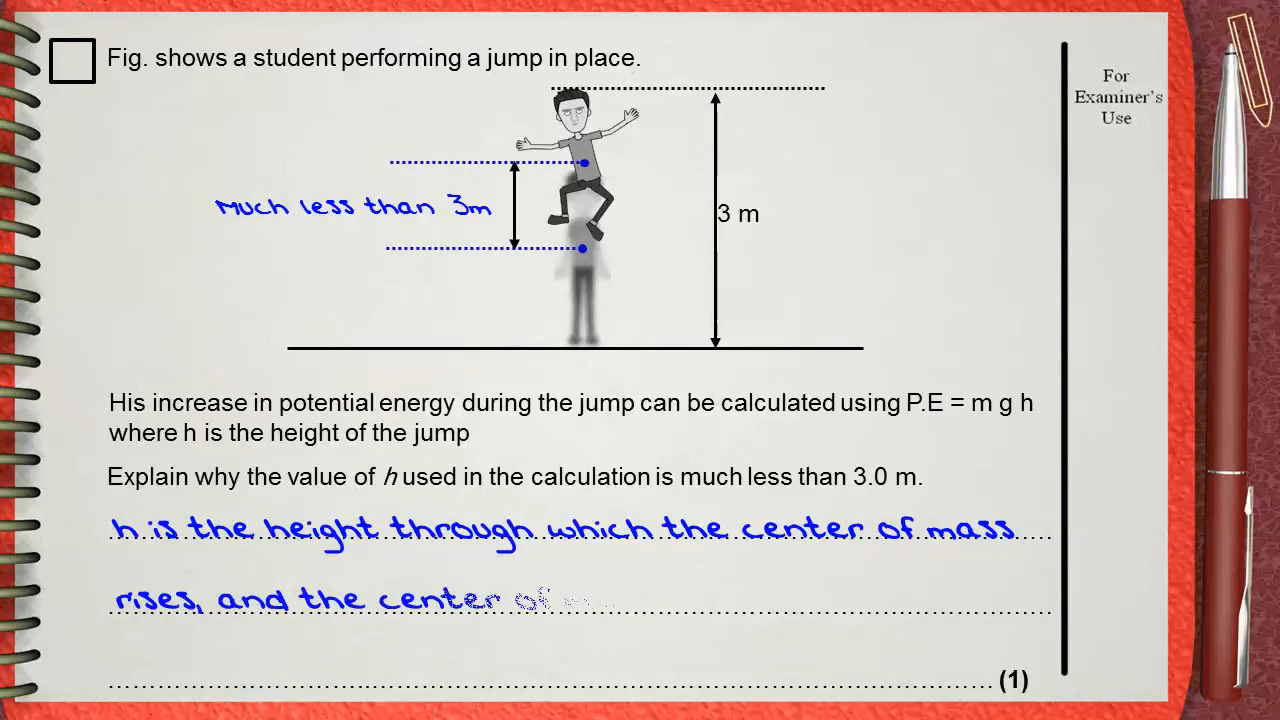 Fig. shows a student performing a jump in place.
For
Examiner's
Use
Much less than 3m
3 m
His increase in potential energy during the jump can be calculated using P.E = m g h
where h is the height of the jump
Explain why the value of h used in the calculation is much less than 3.0 m.
h is the height through which the center of mass
rises, and the center of
(1)